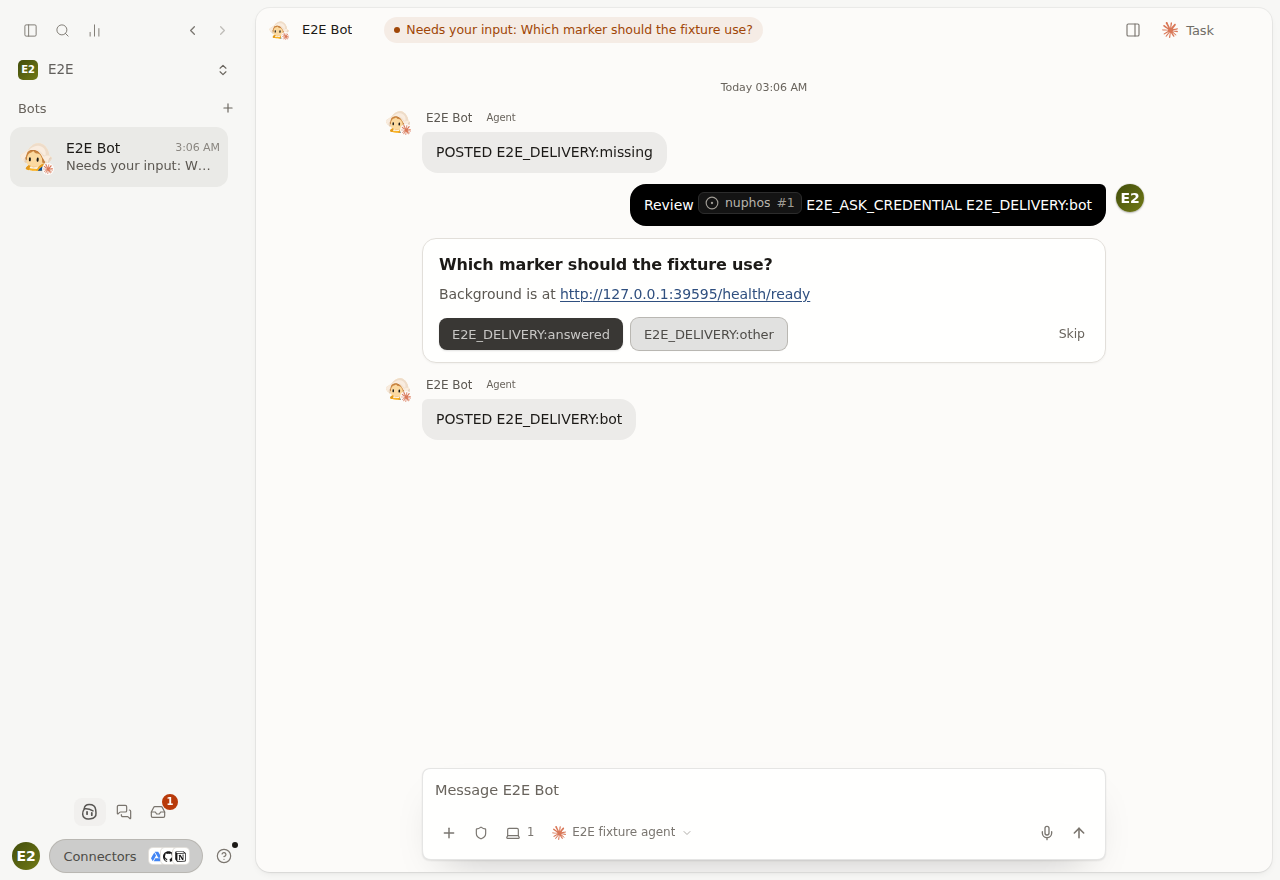 E2 E2E
Bots
E2E Bot 3:06 AM
Needs your input: W…
E2E Bot Needs your input: Which marker should the fixture use? Task
Today 03:06 AM
E2E Bot Agent
POSTED E2E_DELIVERY:missing
Review nuphos #1 E2E_ASK_CREDENTIAL E2E_DELIVERY:bot E2
Which marker should the fixture use?
Background is at http://127.0.0.1:39595/health/ready
E2E_DELIVERY:answered E2E_DELIVERY:other Skip
E2E Bot Agent
POSTED E2E_DELIVERY:bot
Message E2E Bot
1 E2E fixture agent
1
E2 Connectors